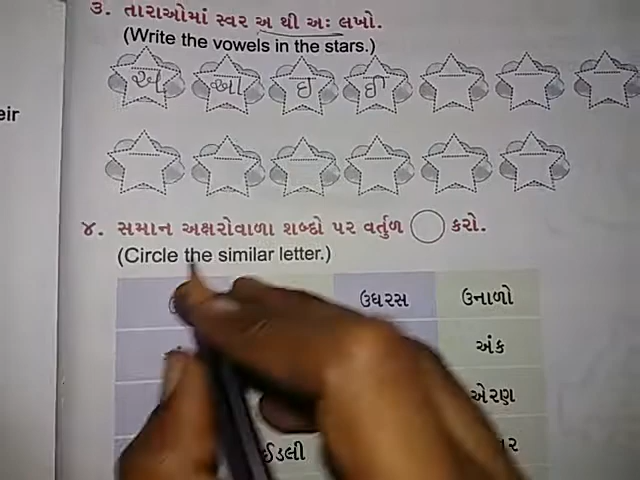 ૩. તારાઓમાં સ્વર અ થી અઃ લખો.
(Write the vowels in the stars.)
અ આ ઇ ઈ
eir
૪. સમાન અક્ષરોવાળા શબ્દો પર વર્તુળ કરો.
(Circle the similar letter.)
ઉધરસ ઉનાળો
અંક
એરણ
ઈડલી